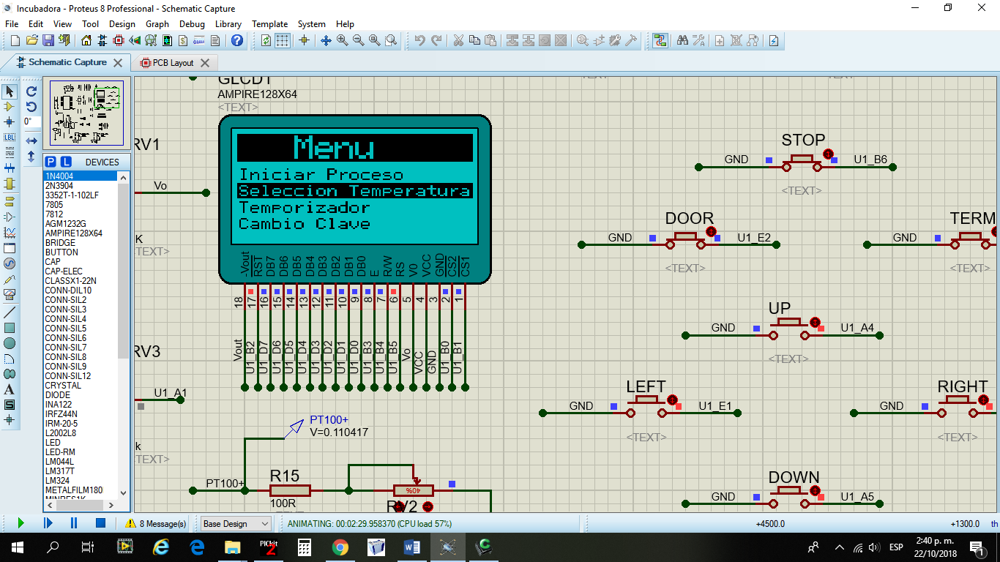 Incubadora - Proteus 8 Professional - Schematic Capture
File Edit View Tool Design Graph Debug Library Template System Help
Schematic Capture
PCB Layout
0°
P L DEVICES
1N4004
2N3904
3352T-1-102LF
7805
7812
AGM1232G
AMPIRE128X64
BRIDGE
BUTTON
CAP
CAP-ELEC
CLASSX1-22N
CONN-DIL10
CONN-SIL2
CONN-SIL3
CONN-SIL4
CONN-SIL5
CONN-SIL6
CONN-SIL7
CONN-SIL8
CONN-SIL9
CONN-SIL12
CRYSTAL
DIODE
INA122
IRFZ44N
IRM-20-5
L2002L8
LED
LED-RM
LM044L
LM317T
LM324
METALFILM180
MINRES1K
GLCD1
AMPIRE128X64
<TEXT>
RV1
Vo
K
<TEXT>
RV3
U1_A1
k
<TEXT>
Menu
Iniciar Proceso
Seleccion Temperatura
Temporizador
Cambio Clave
-Vout RST DB7 DB6 DB5 DB4 DB3 DB2 DB1 DB0 E R/W RS V0 VCC GND CS2 CS1
18 17 16 15 14 13 12 11 10 9 8 7 6 5 4 3 2 1
Vout U1_B2 U1_D7 U1_D6 U1_D5 U1_D4 U1_D3 U1_D2 U1_D1 U1_D0 U1_B3 U1_B4 U1_B5 Vo VCC GND U1_B0 U1_B1
PT100+
V=0.110417
PT100+
R15
100R
40%
RV2
STOP
GND U1_B6
<TEXT>
DOOR
GND U1_E2
<TEXT>
TERM
GND
<TEXT>
UP
GND U1_A4
<TEXT>
LEFT
GND U1_E1
<TEXT>
RIGHT
GND
<TEXT>
DOWN
GND U1_A5
8 Message(s)
Base Design
ANIMATING: 00:02:29.958370 (CPU load 57%)
+4500.0
+1300.0
th
PICkit
2
ESP
2:40 p. m.
22/10/2018
1